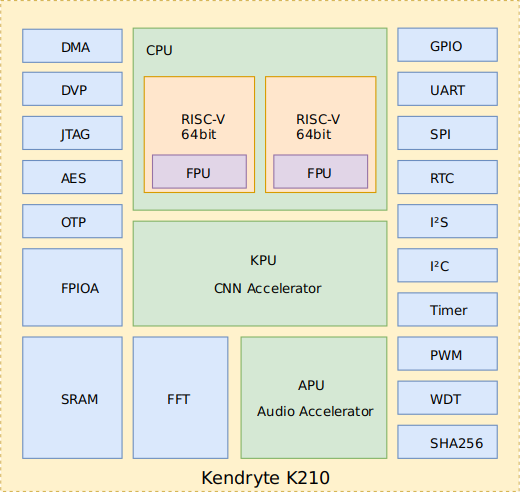 DMA
DVP
JTAG
AES
OTP
FPIOA
SRAM
CPU
RISC-V
64bit
FPU
RISC-V
64bit
FPU
KPU
CNN Accelerator
FFT
APU
Audio Accelerator
GPIO
UART
SPI
RTC
I²S
I²C
Timer
PWM
WDT
SHA256
Kendryte K210